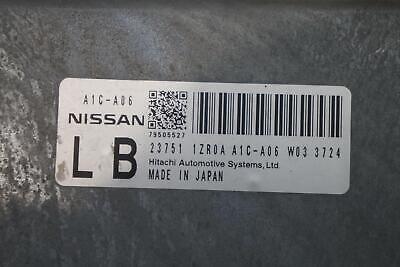 A1C-A06
NISSAN
79505527
LB
23751 1ZR0A A1C-A06 W03 3724
Hitachi Automotive Systems, Ltd.
MADE IN JAPAN